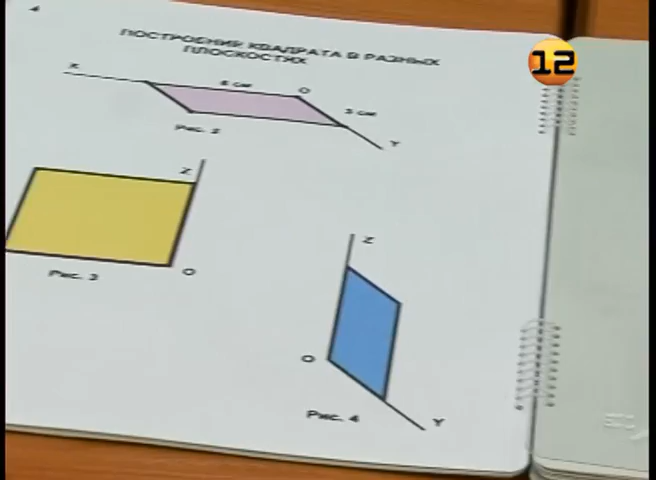 4
ПОСТРОЕНИЕ КВАДРАТА В РАЗНЫХ
ПЛОСКОСТЯХ
X
6 см
O
3 см
Y
Рис. 2
Z
O
Рис. 3
Z
O
Y
Рис. 4
12